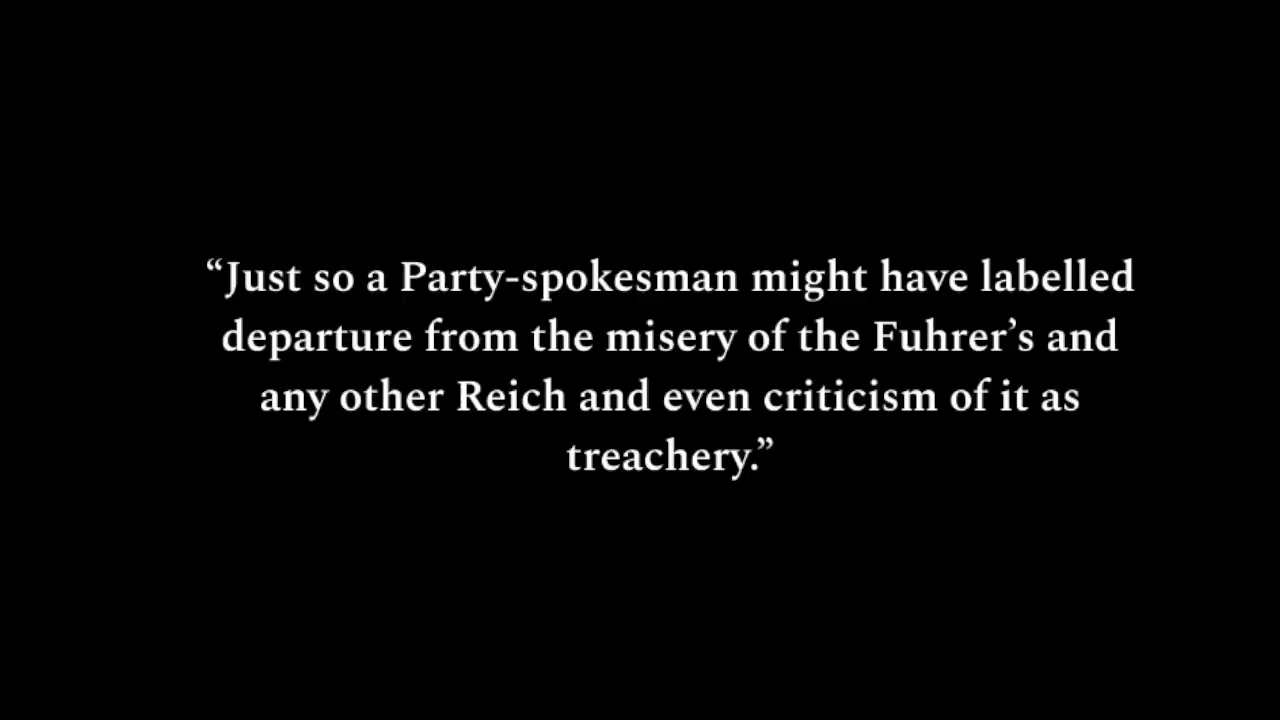 “Just so a Party-spokesman might have labelled
departure from the misery of the Fuhrer’s and
any other Reich and even criticism of it as
treachery.”